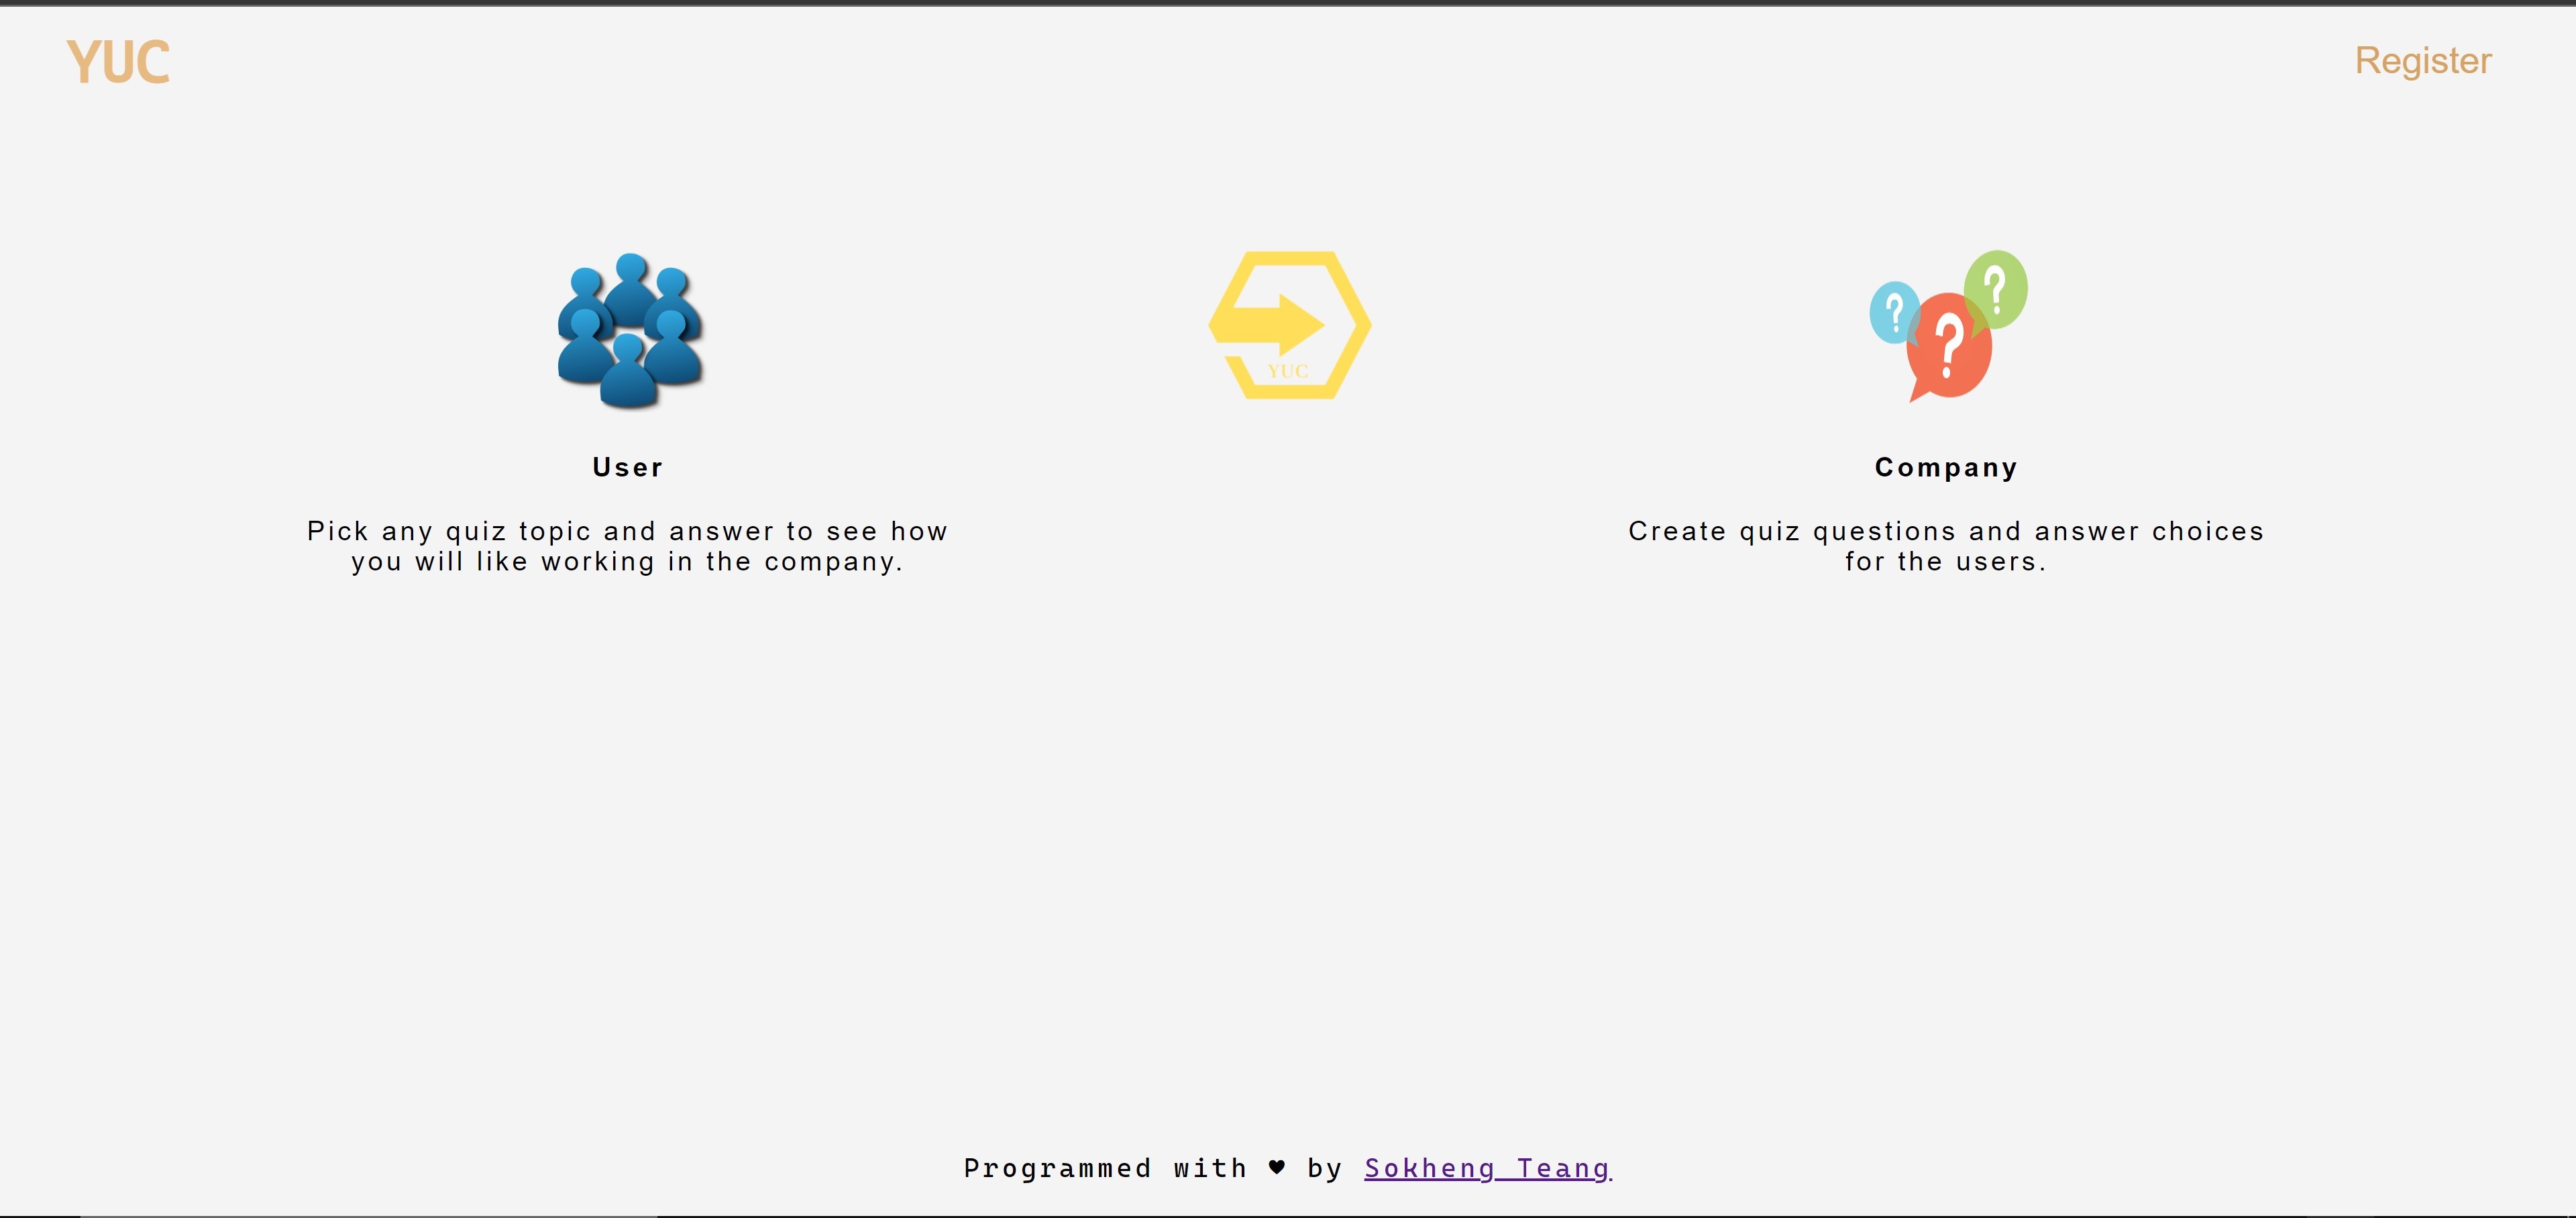 YUC
Register
? ? ?
YUC
User
Company
Pick any quiz topic and answer to see how
you will like working in the company.
Create quiz questions and answer choices
for the users.
Programmed with ♥ by Sokheng Teang